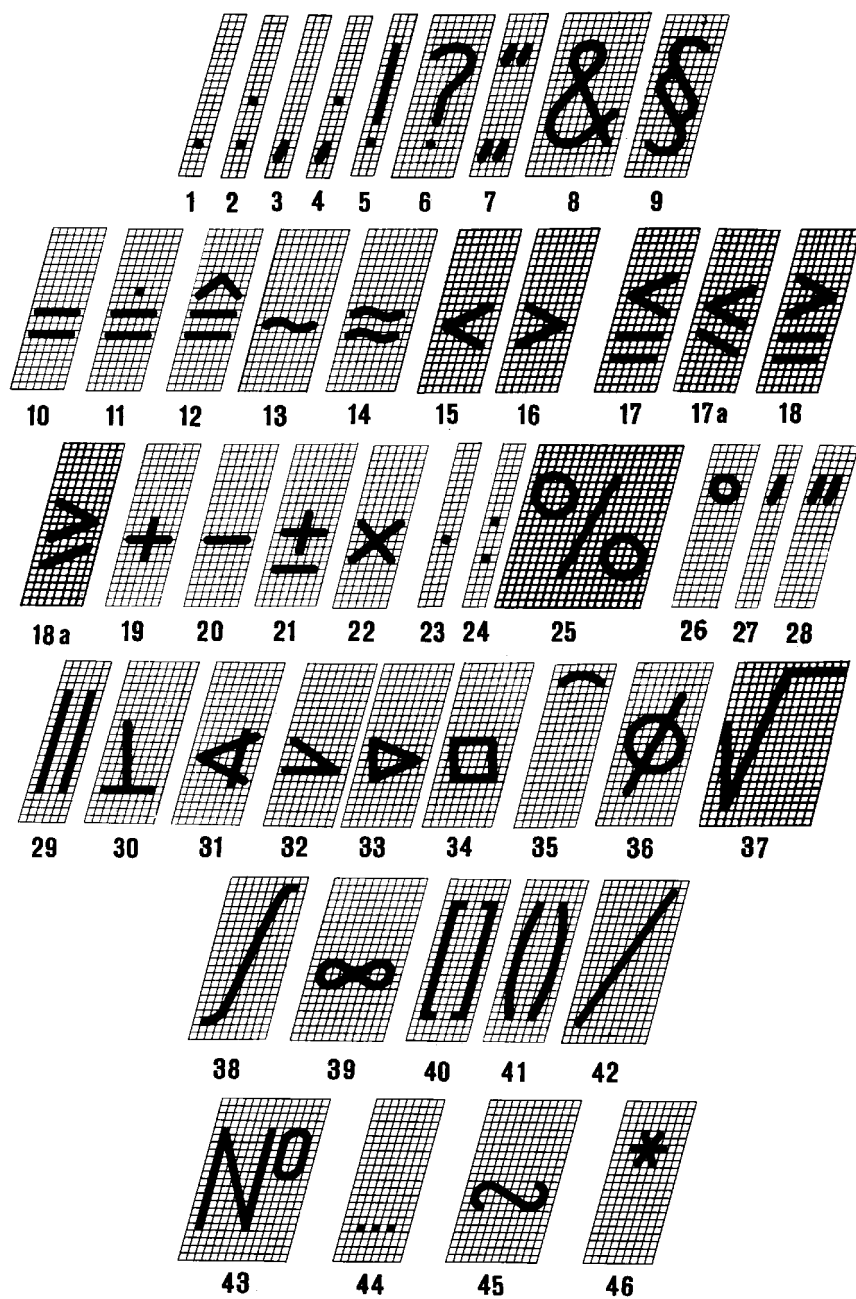 . : , ; ! ? „ ” & §
1 2 3 4 5 6 7 8 9
= ≐ ≙ ~ ≈ < > ≦ ⩽ ≧
10 11 12 13 14 15 16 17 17a 18
⩾ + − ± × · : % ° ′ ″
18a 19 20 21 22 23 24 25 26 27 28
∥ ⊥ ∢ ⦣ ▷ □ ⌒ ∅ √
29 30 31 32 33 34 35 36 37
∫ ∞ [] () /
38 39 40 41 42
No ... ∾ *
43 44 45 46